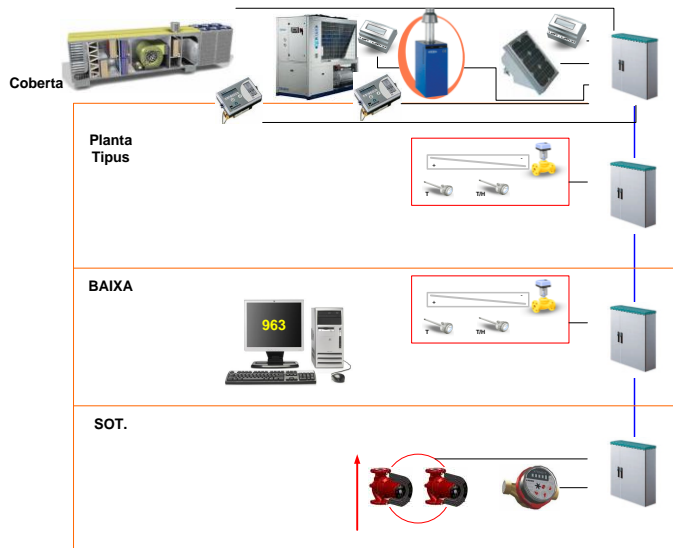 Coberta
Planta
Tipus
-
+
T
T/H
BAIXA
963
-
+
T
T/H
SOT.